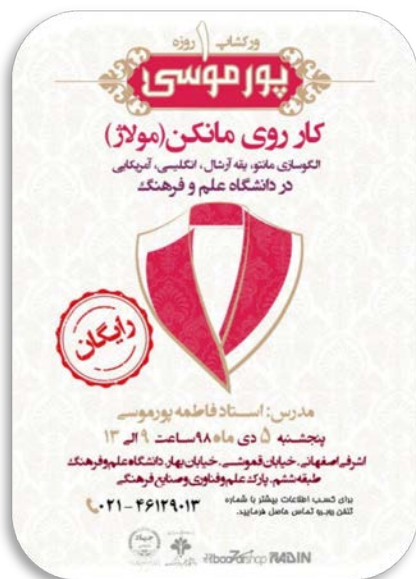 ورکشاپ ۱ روزه
پورموسی
کار روی مانکن(مولاژ)
الگوسازی مانتو، یقه آرشال، انگلیسی، آمریکایی
در دانشگاه علم و فرهنگ
رایگان
مدرس: استاد فاطمه پورموسی
پنجشنبه ۵ دی ماه ۹۸ ساعت ۹ الی ۱۳
اشرفی اصفهانی، خیابان قموشی، خیابان بهار، دانشگاه علم و فرهنگ
طبقه ششم، پارک علم و فناوری و صنایع فرهنگی
برای کسب اطلاعات بیشتر با شماره
تلفن روبرو تماس حاصل فرمایید.
۰۲۱-۴۶۱۲۹۰۱۳
RADIN